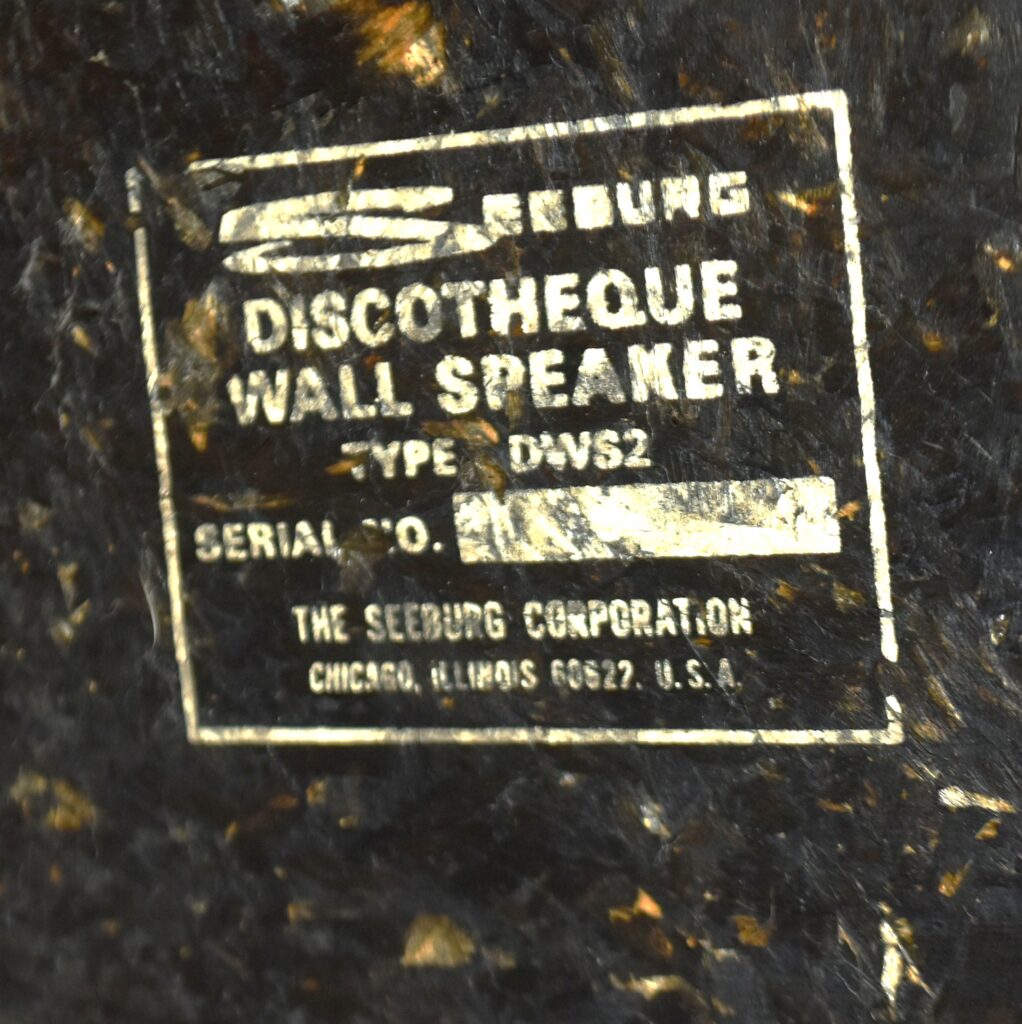 SEEBURG
DISCOTHEQUE
WALL SPEAKER
TYPE DWS2
SERIAL NO.
THE SEEBURG CORPORATION
CHICAGO, ILLINOIS 60622. U.S.A.